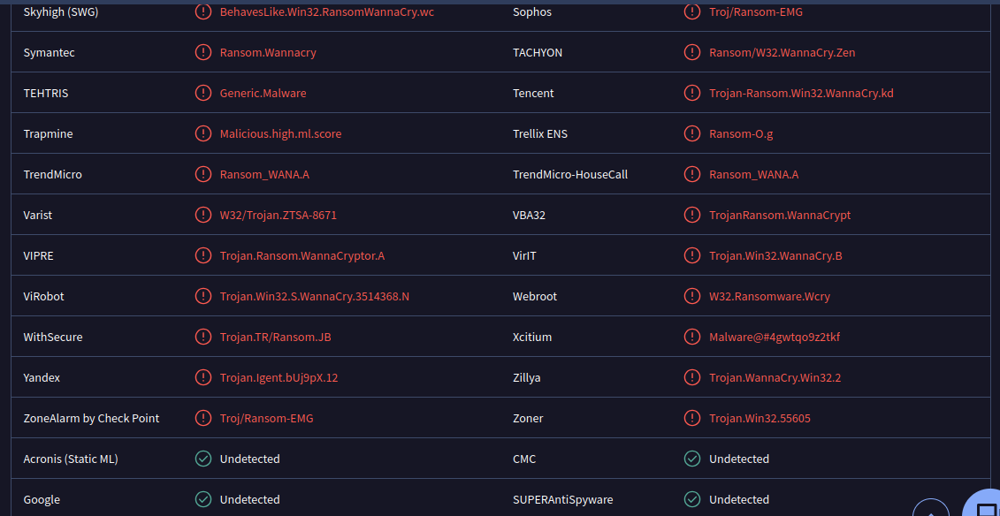 Skyhigh (SWG) BehavesLike.Win32.RansomWannaCry.wc Sophos Troj/Ransom-EMG
Symantec Ransom.Wannacry TACHYON Ransom/W32.WannaCry.Zen
TEHTRIS Generic.Malware Tencent Trojan-Ransom.Win32.WannaCry.kd
Trapmine Malicious.high.ml.score Trellix ENS Ransom-O.g
TrendMicro Ransom_WANA.A TrendMicro-HouseCall Ransom_WANA.A
Varist W32/Trojan.ZTSA-8671 VBA32 TrojanRansom.WannaCrypt
VIPRE Trojan.Ransom.WannaCryptor.A VirIT Trojan.Win32.WannaCry.B
ViRobot Trojan.Win32.S.WannaCry.3514368.N Webroot W32.Ransomware.Wcry
WithSecure Trojan.TR/Ransom.JB Xcitium Malware@#4gwtqo9z2tkf
Yandex Trojan.Igent.bUj9pX.12 Zillya Trojan.WannaCry.Win32.2
ZoneAlarm by Check Point Troj/Ransom-EMG Zoner Trojan.Win32.55605
Acronis (Static ML) Undetected CMC Undetected
Google Undetected SUPERAntiSpyware Undetected